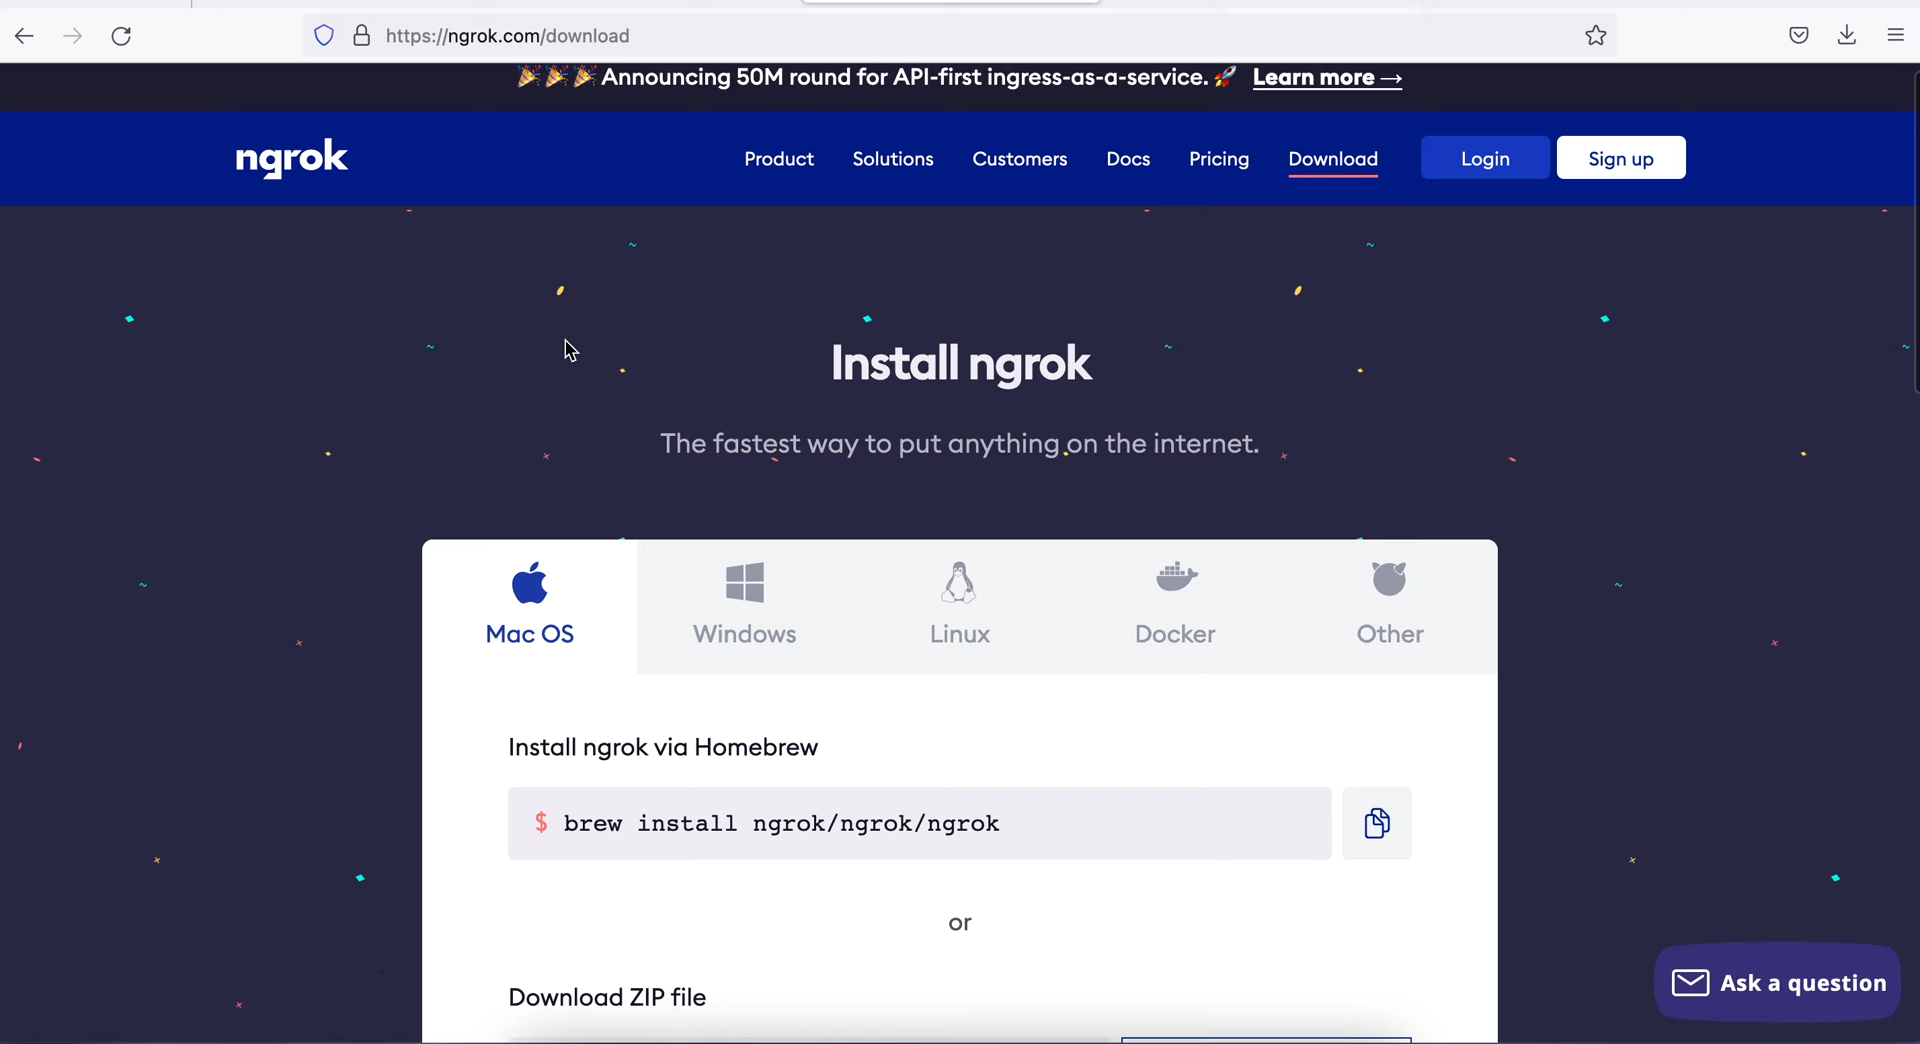 https://ngrok.com/download
🎉🎉🎉 Announcing 50M round for API-first ingress-as-a-service. 🚀 Learn more →
ngrok
Product
Solutions
Customers
Docs
Pricing
Download
Login
Sign up
Install ngrok
The fastest way to put anything on the internet.
Mac OS
Windows
Linux
Docker
Other
Install ngrok via Homebrew
$ brew install ngrok/ngrok/ngrok
or
Download ZIP file
Ask a question